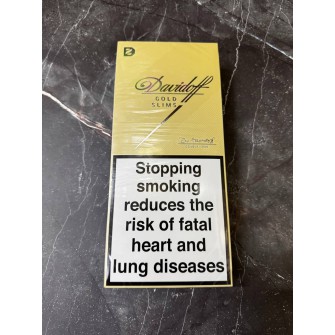 Davidoff
GOLD
SLIMS
Stopping
smoking
reduces the
risk of fatal
heart and
lung diseases